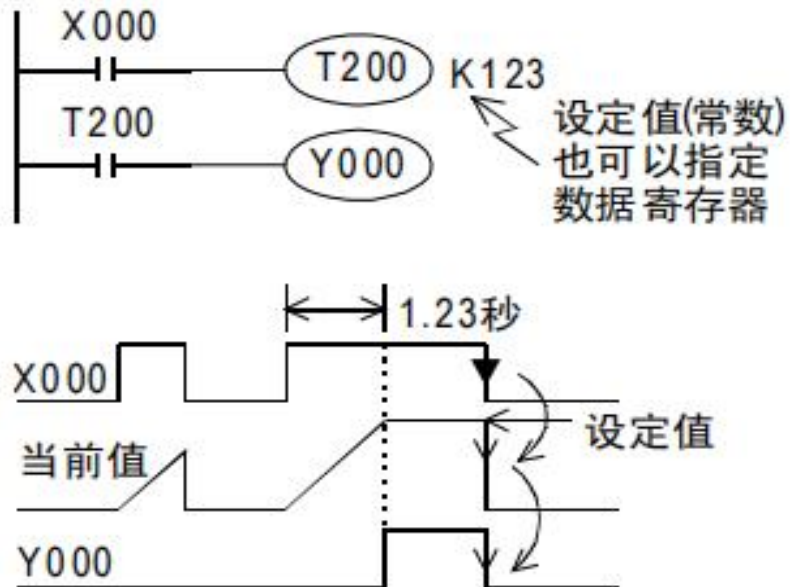 X000
T200 K123
T200
Y000
设定值(常数)
也可以指定
数据寄存器
1.23秒
X000
设定值
当前值
Y000